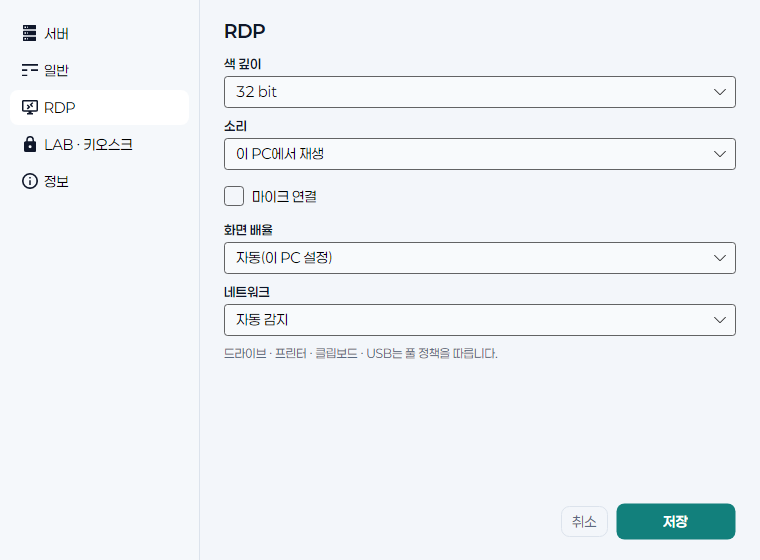 서버
일반
RDP
LAB · 키오스크
정보
RDP
색 깊이
32 bit
소리
이 PC에서 재생
마이크 연결
화면 배율
자동(이 PC 설정)
네트워크
자동 감지
드라이브 · 프린터 · 클립보드 · USB는 풀 정책을 따릅니다.
취소
저장